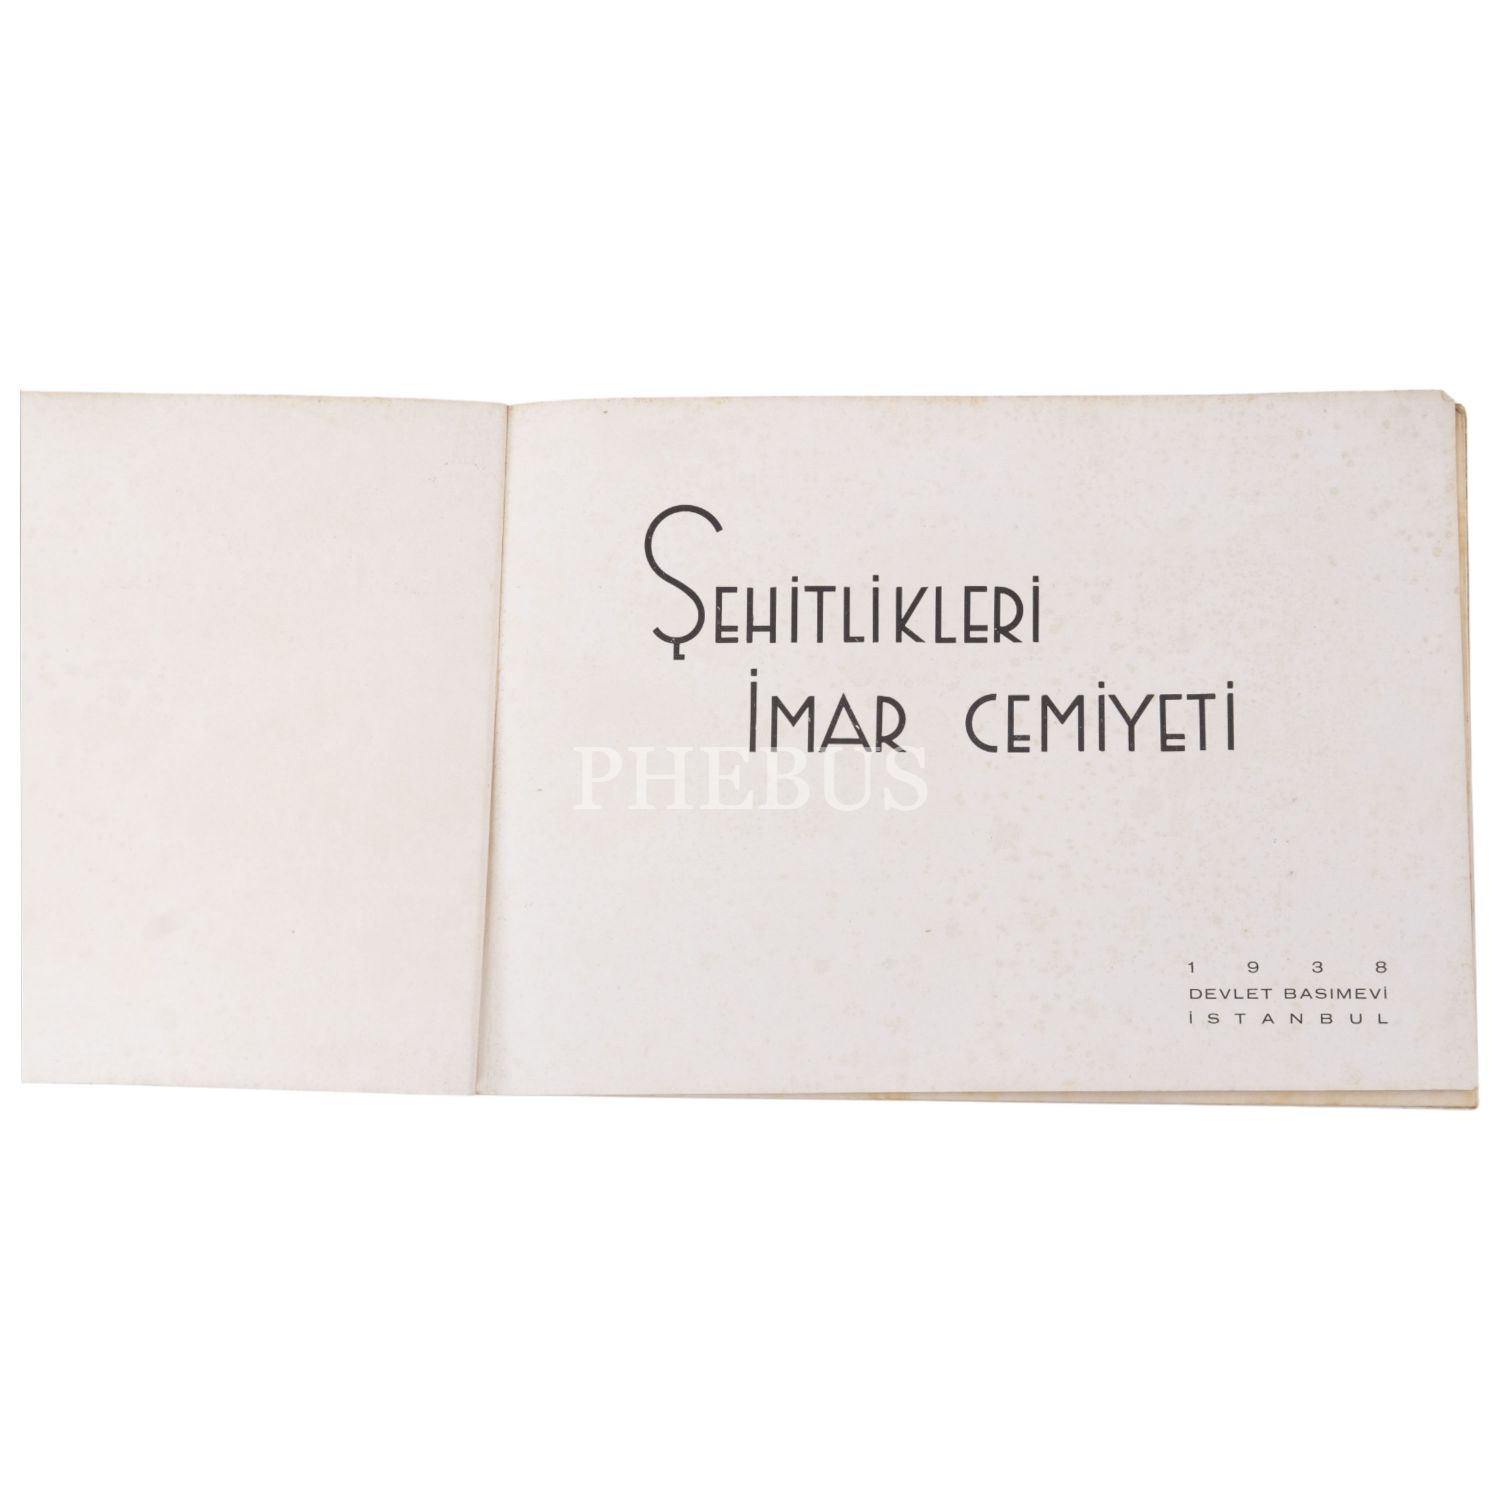 ŞEHİTLİKLERİ
İMAR CEMİYETİ
PHEBUS
1 9 3 8
DEVLET BASIMEVİ
İSTANBUL